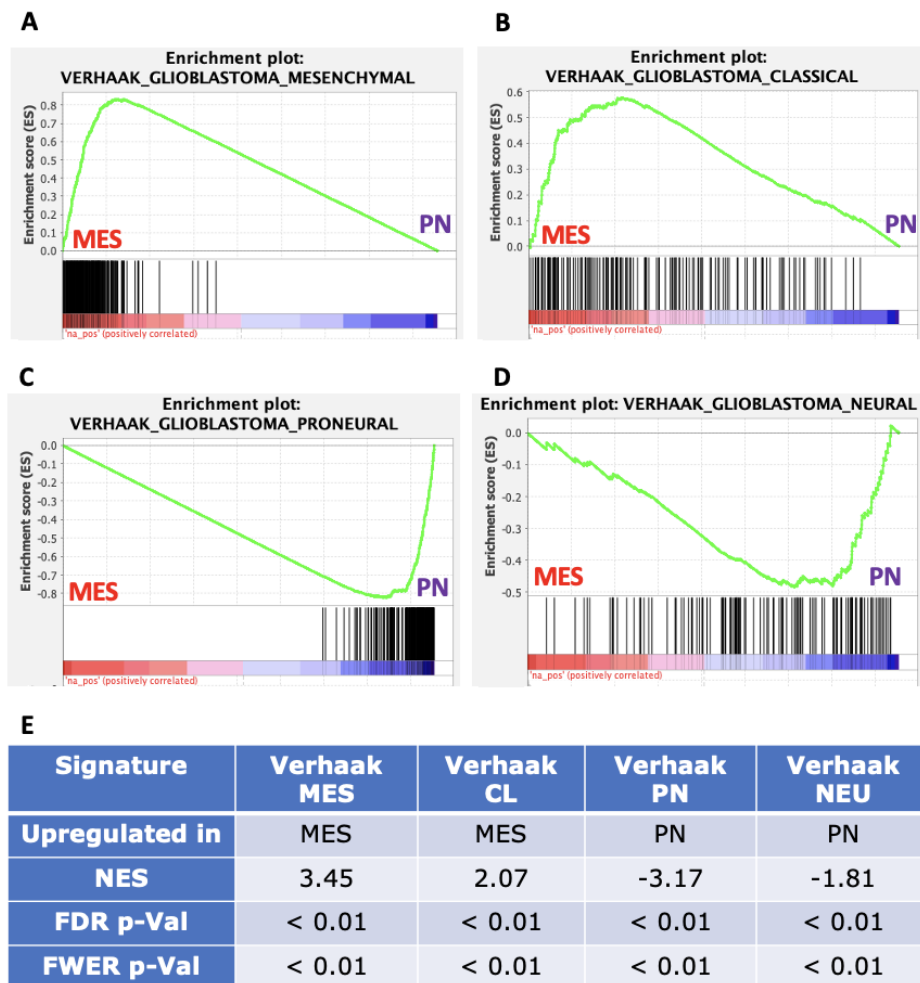 A
Enrichment plot:
VERHAAK_GLIOBLASTOMA_MESENCHYMAL
Enrichment score (ES)
0.8
0.7
0.6
0.5
0.4
0.3
0.2
0.1
0.0
MES
PN
'na_pos' (positively correlated)
B
Enrichment plot:
VERHAAK_GLIOBLASTOMA_CLASSICAL
Enrichment score (ES)
0.6
0.5
0.4
0.3
0.2
0.1
0.0
MES
PN
'na_pos' (positively correlated)
C
Enrichment plot:
VERHAAK_GLIOBLASTOMA_PRONEURAL
Enrichment score (ES)
0.0
-0.1
-0.2
-0.3
-0.4
-0.5
-0.6
-0.7
-0.8
MES
PN
'na_pos' (positively correlated)
D
Enrichment plot: VERHAAK_GLIOBLASTOMA_NEURAL
Enrichment score (ES)
0.0
-0.1
-0.2
-0.3
-0.4
-0.5
MES
PN
'na_pos' (positively correlated)
E
Signature Verhaak MES Verhaak CL Verhaak PN Verhaak NEU
Upregulated in MES MES PN PN
NES 3.45 2.07 -3.17 -1.81
FDR p-Val < 0.01 < 0.01 < 0.01 < 0.01
FWER p-Val < 0.01 < 0.01 < 0.01 < 0.01